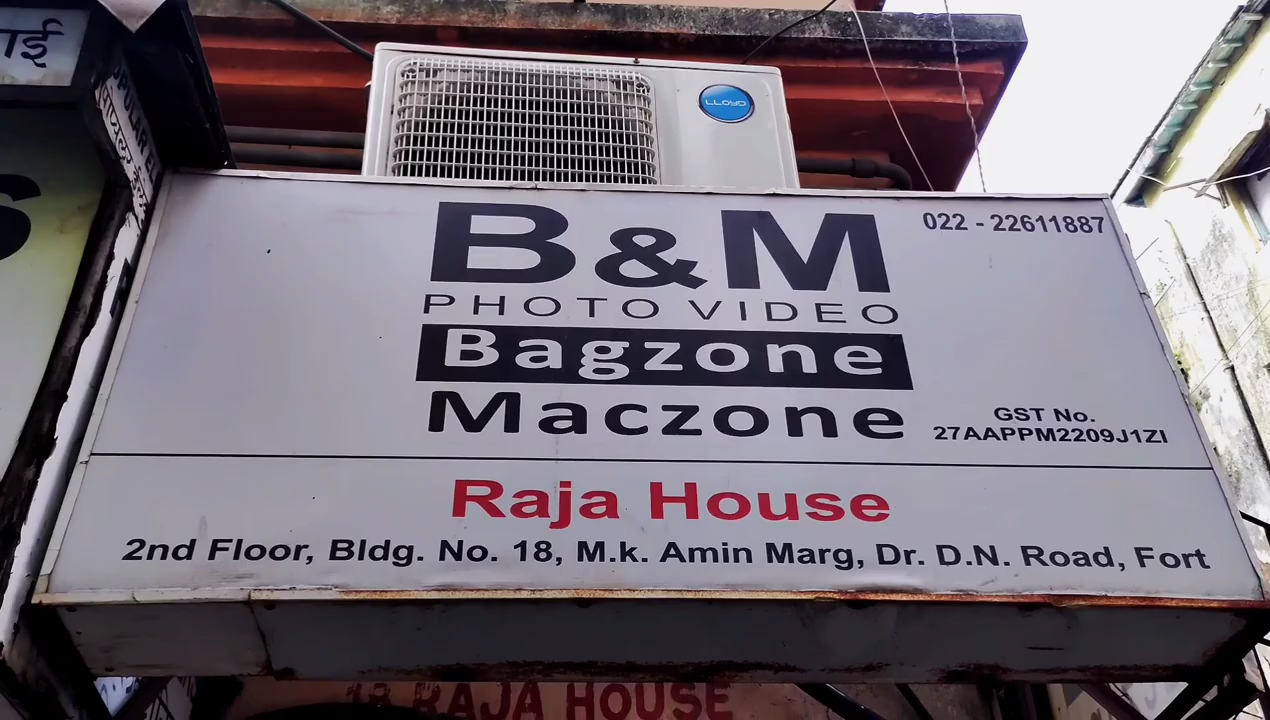 LLOYD
B&M
022 - 22611887
PHOTO VIDEO
Bagzone
Maczone
GST No.
27AAPPM2209J1ZI
Raja House
2nd Floor, Bldg. No. 18, M.k. Amin Marg, Dr. D.N. Road, Fort
18 RAJA HOUSE